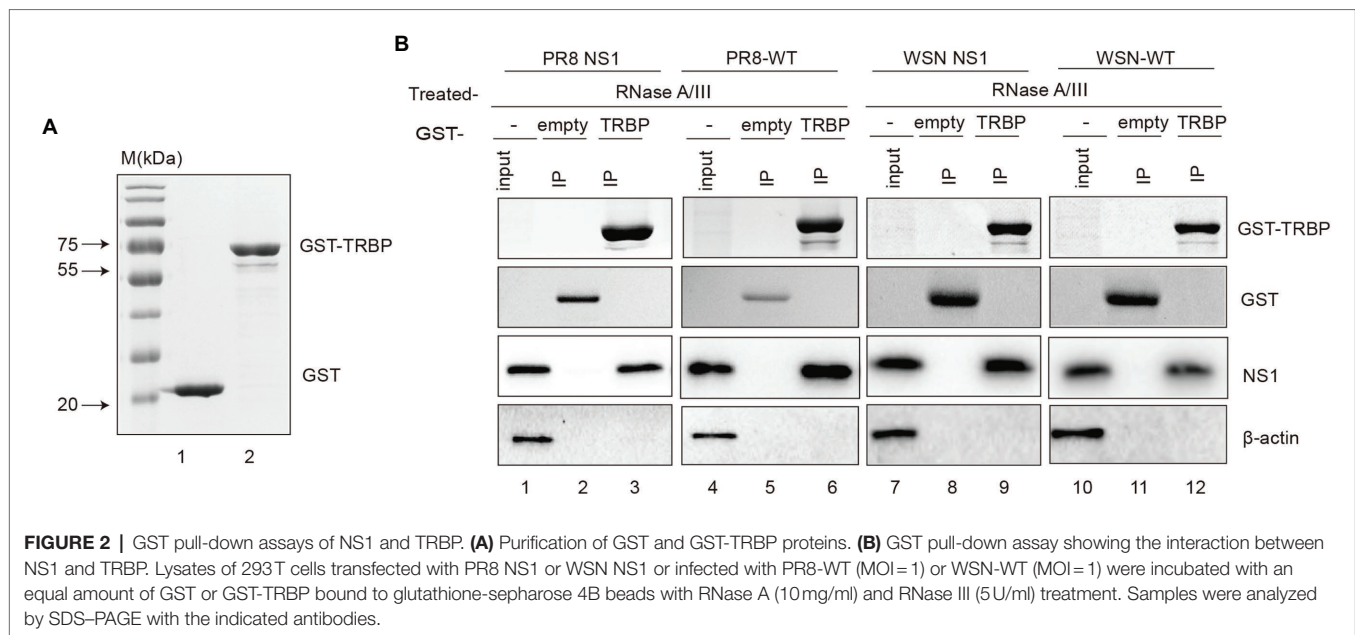 A
M(kDa)
75
55
20
GST-TRBP
GST
1 2
B
PR8 NS1 PR8-WT WSN NS1 WSN-WT
Treated- RNase A/III RNase A/III
GST- - empty TRBP - empty TRBP - empty TRBP - empty TRBP
input IP IP input IP IP input IP IP input IP IP
GST-TRBP
GST
NS1
β-actin
1 2 3 4 5 6 7 8 9 10 11 12
FIGURE 2 | GST pull-down assays of NS1 and TRBP. (A) Purification of GST and GST-TRBP proteins. (B) GST pull-down assay showing the interaction between
NS1 and TRBP. Lysates of 293T cells transfected with PR8 NS1 or WSN NS1 or infected with PR8-WT (MOI=1) or WSN-WT (MOI=1) were incubated with an
equal amount of GST or GST-TRBP bound to glutathione-sepharose 4B beads with RNase A (10mg/ml) and RNase III (5U/ml) treatment. Samples were analyzed
by SDS–PAGE with the indicated antibodies.